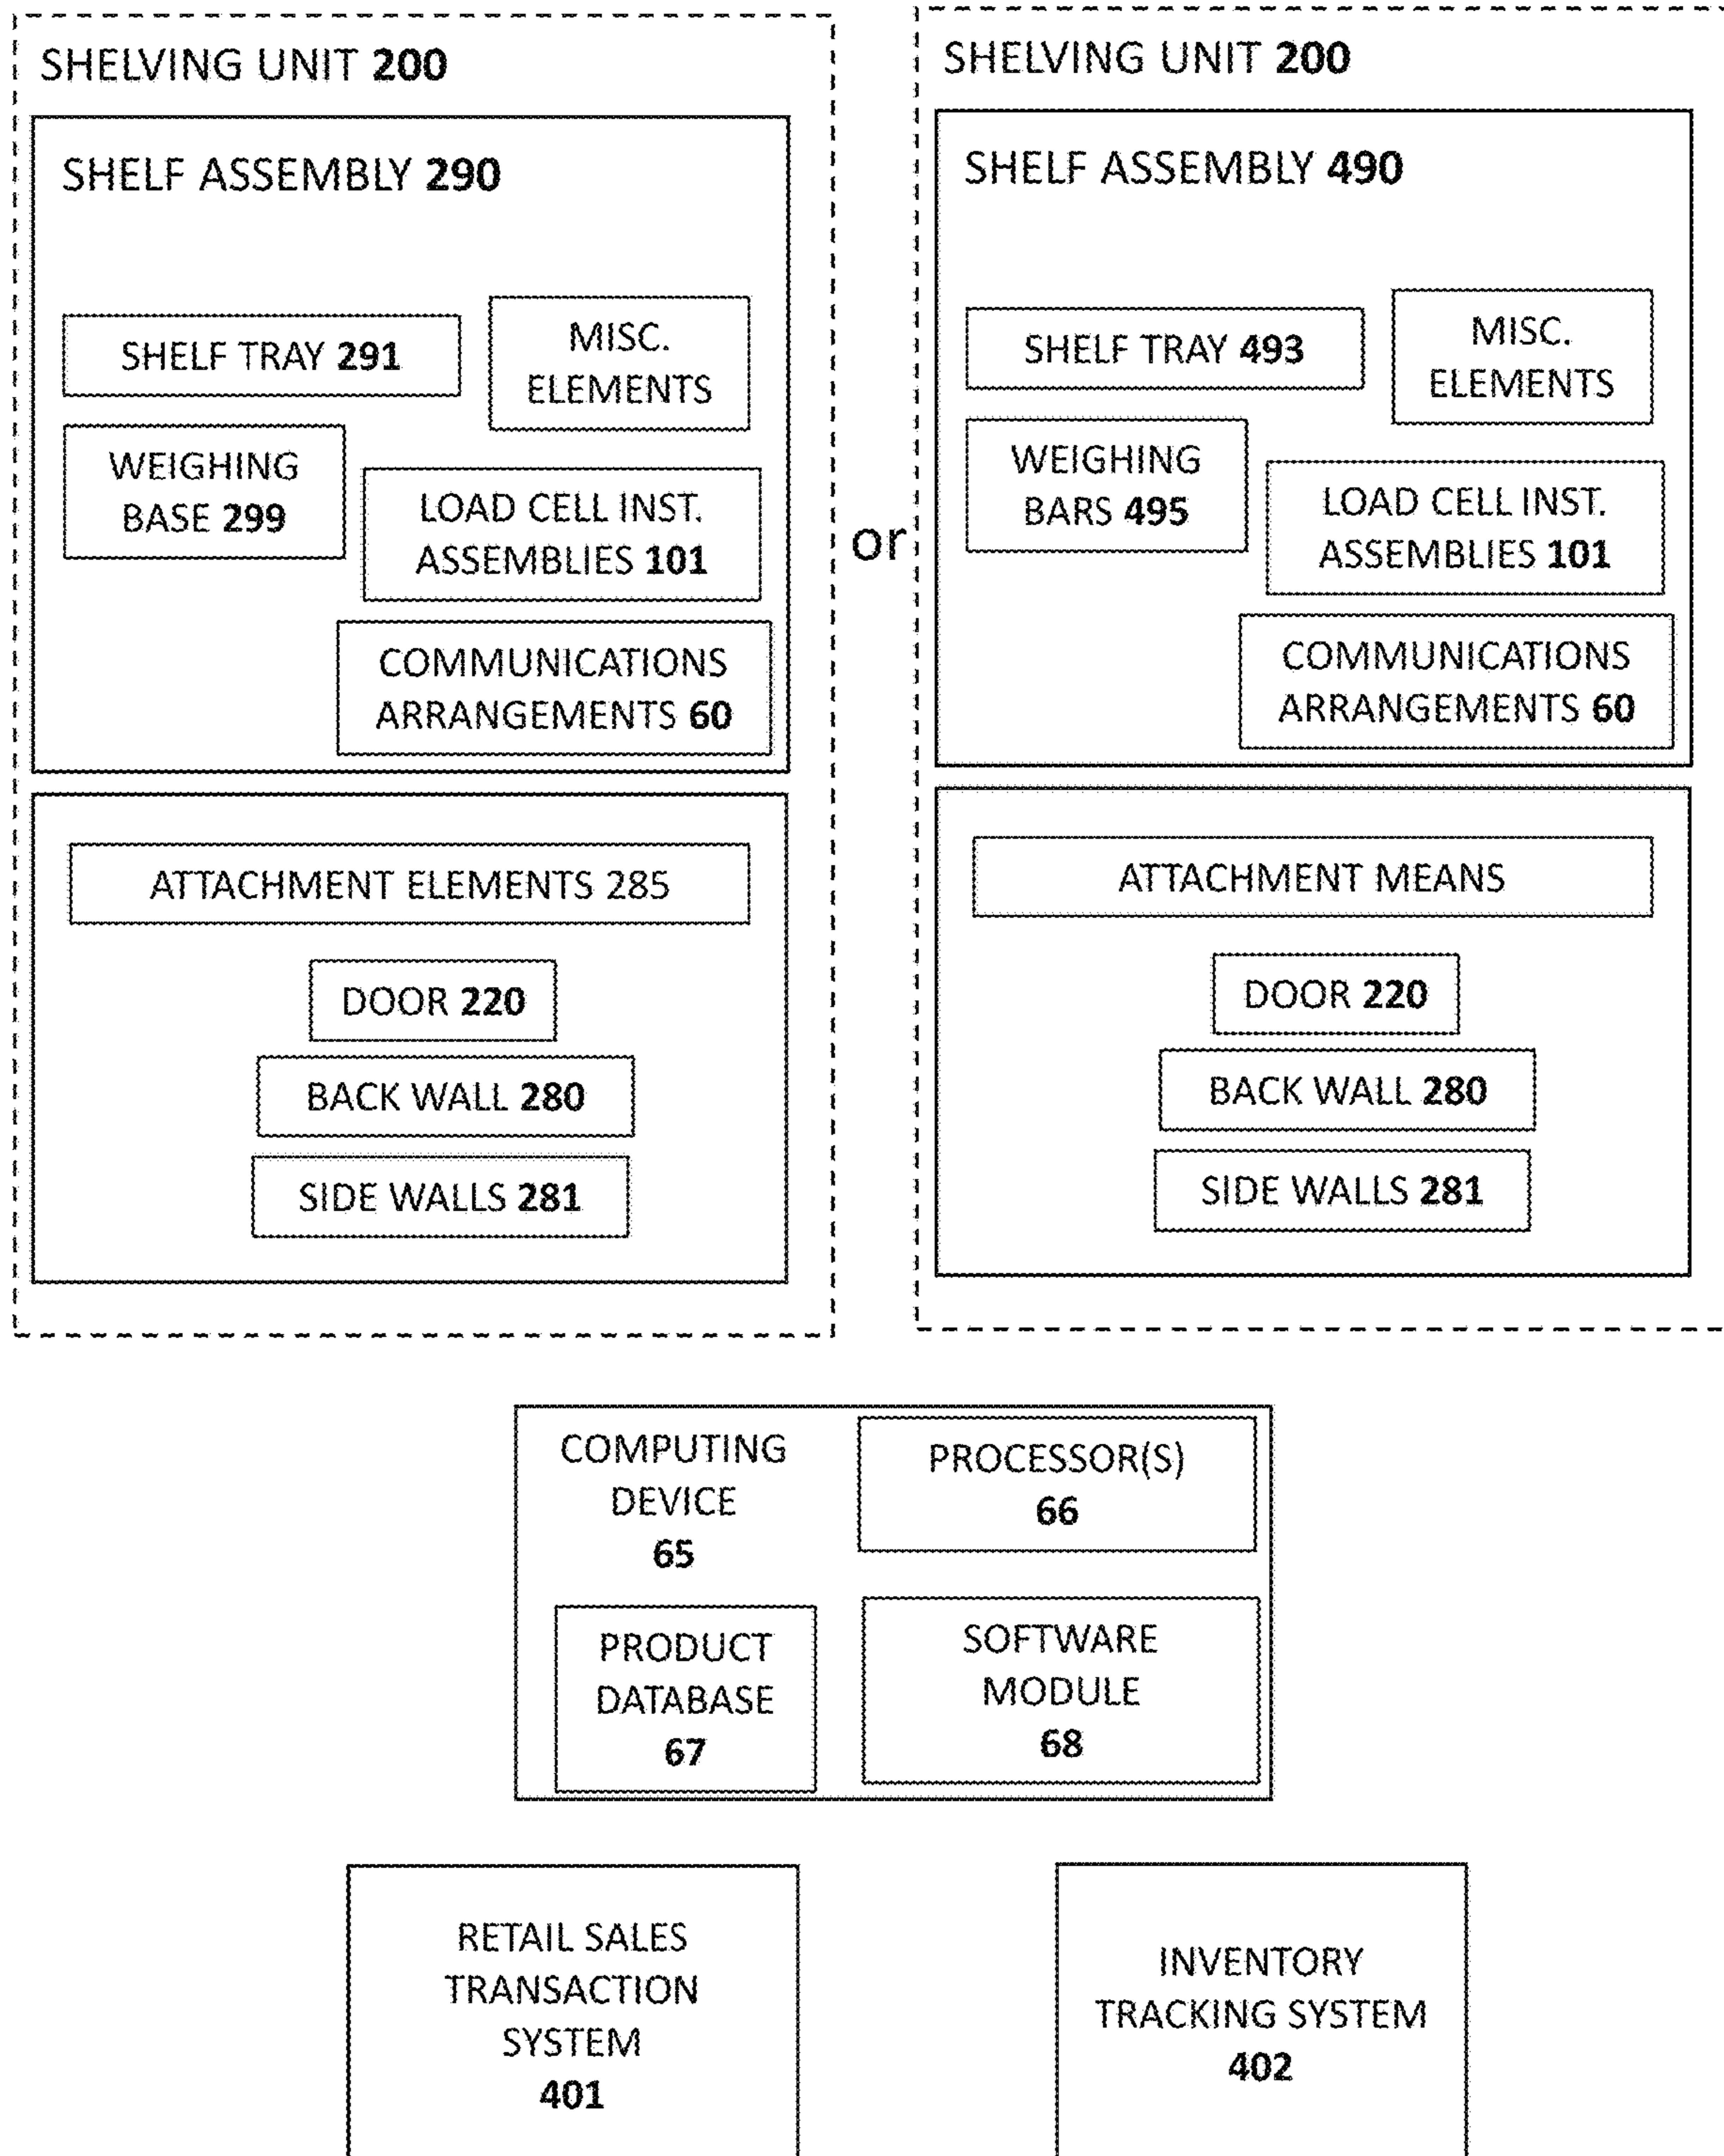 SHELVING UNIT 200
SHELF ASSEMBLY 290
SHELF TRAY 291
MISC.
ELEMENTS
WEIGHING
BASE 299
LOAD CELL INST.
ASSEMBLIES 101
COMMUNICATIONS
ARRANGEMENTS 60
ATTACHMENT ELEMENTS 285
DOOR 220
BACK WALL 280
SIDE WALLS 281
or
SHELVING UNIT 200
SHELF ASSEMBLY 490
SHELF TRAY 493
MISC.
ELEMENTS
WEIGHING
BARS 495
LOAD CELL INST.
ASSEMBLIES 101
COMMUNICATIONS
ARRANGEMENTS 60
ATTACHMENT MEANS
DOOR 220
BACK WALL 280
SIDE WALLS 281
COMPUTING
DEVICE
65
PROCESSOR(S)
66
PRODUCT
DATABASE
67
SOFTWARE
MODULE
68
RETAIL SALES
TRANSACTION
SYSTEM
401
INVENTORY
TRACKING SYSTEM
402